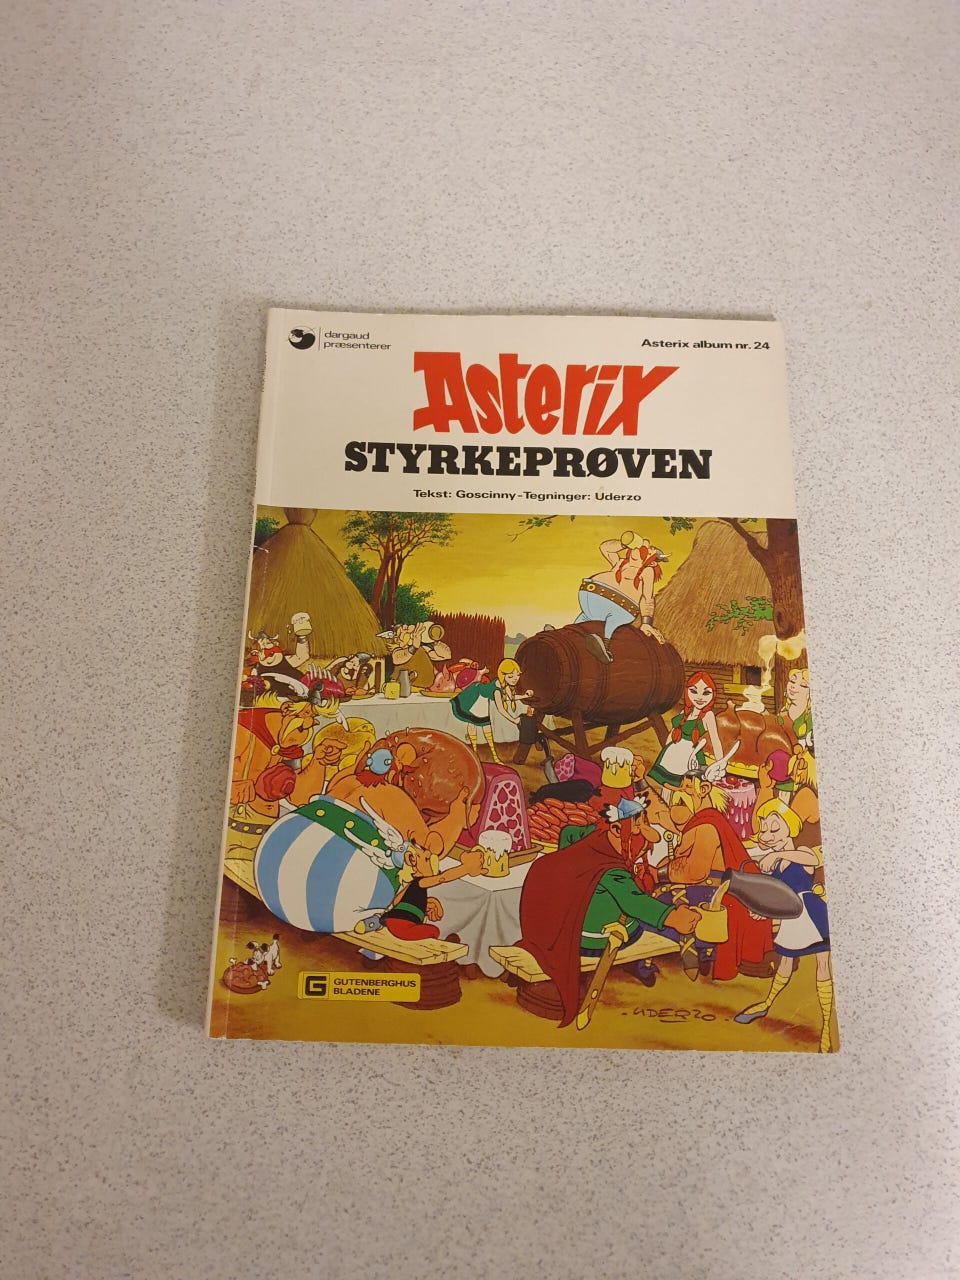 dargaud
præsenterer
Asterix album nr. 24
Asterix
STYRKEPRØVEN
Tekst: Goscinny - Tegninger: Uderzo
G GUTENBERGHUS
BLADENE
UDERZO